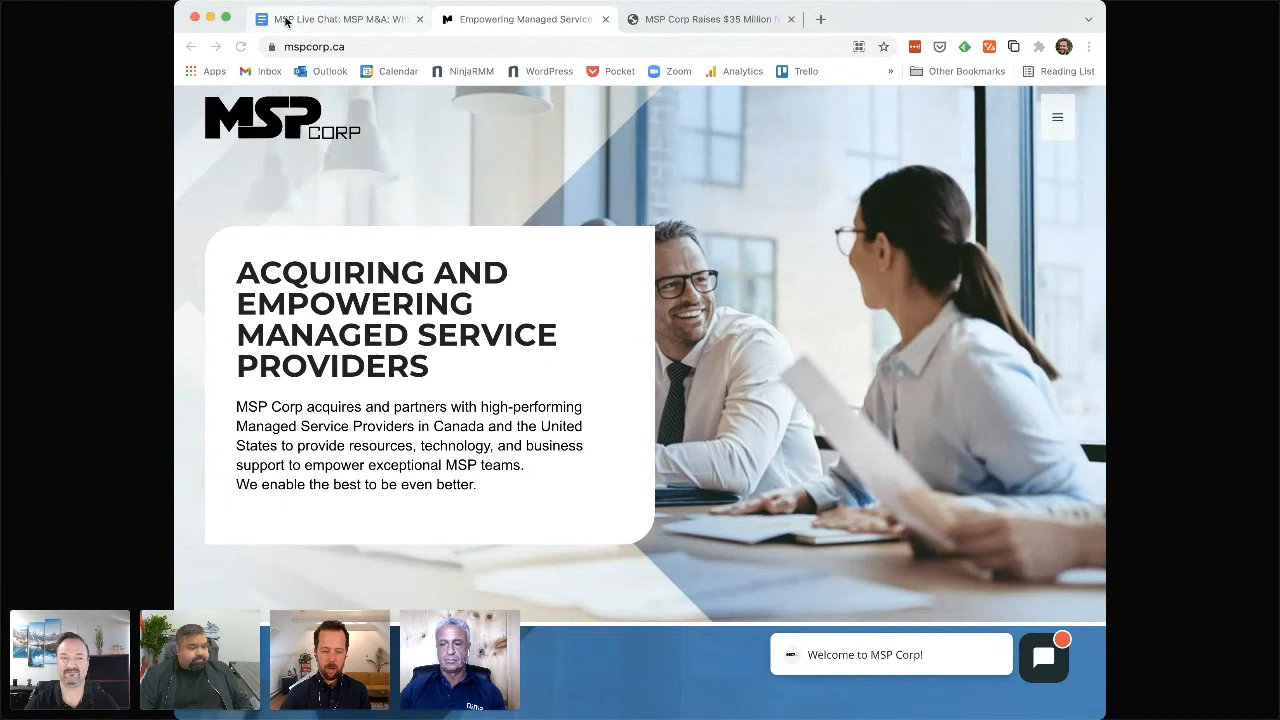 MSP Live Chat: MSP M&A: Wh
Empowering Managed Service
MSP Corp Raises $35 Million f
mspcorp.ca
Apps
Inbox
Outlook
Calendar
NinjaRMM
WordPress
Pocket
Zoom
Analytics
Trello
»
Other Bookmarks
Reading List
MSP CORP
ACQUIRING AND
EMPOWERING
MANAGED SERVICE
PROVIDERS
MSP Corp acquires and partners with high-performing
Managed Service Providers in Canada and the United
States to provide resources, technology, and business
support to empower exceptional MSP teams.
We enable the best to be even better.
Welcome to MSP Corp!